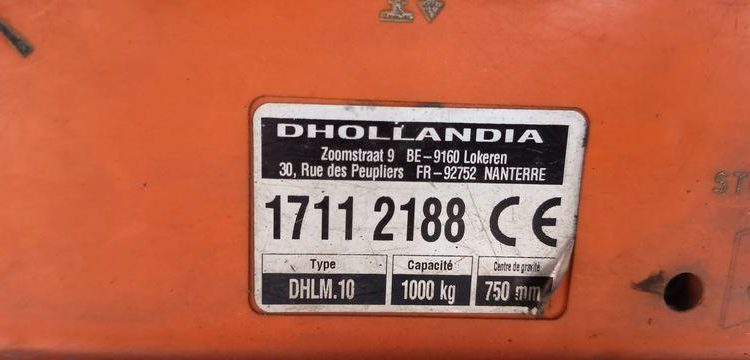 DHOLLANDIA
Zoomstraat 9 BE-9160 Lokeren
30, Rue des Peupliers FR-92752 NANTERRE
1711 2188 CE
Type Capacité Centre de gravité
DHLM.10 1000 kg 750 mm
ST